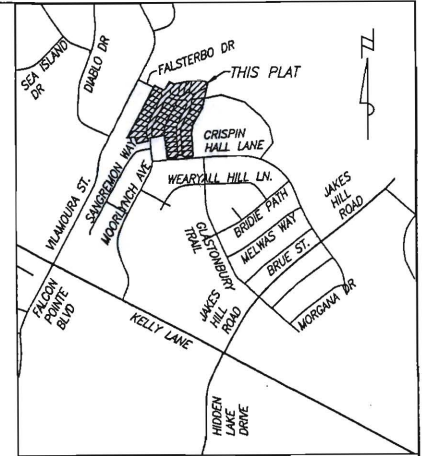 SEA ISLAND
DR
DIABLO DR
FALSTERBO DR
THIS PLAT
N
CRISPIN
HALL LANE
SANGREMON WAY
MOORLYNCH AVE
VILAMOURA ST.
WEARYALL HILL LN.
GLASTONBURY
TRAIL
BRIDIE PATH
MELWAS WAY
BRUE ST.
JAKES
HILL
ROAD
MORGANA DR
FALCON
POINTE
BLVD
KELLY LANE
JAKES
HILL
ROAD
HIDDEN
LAKE
DRIVE